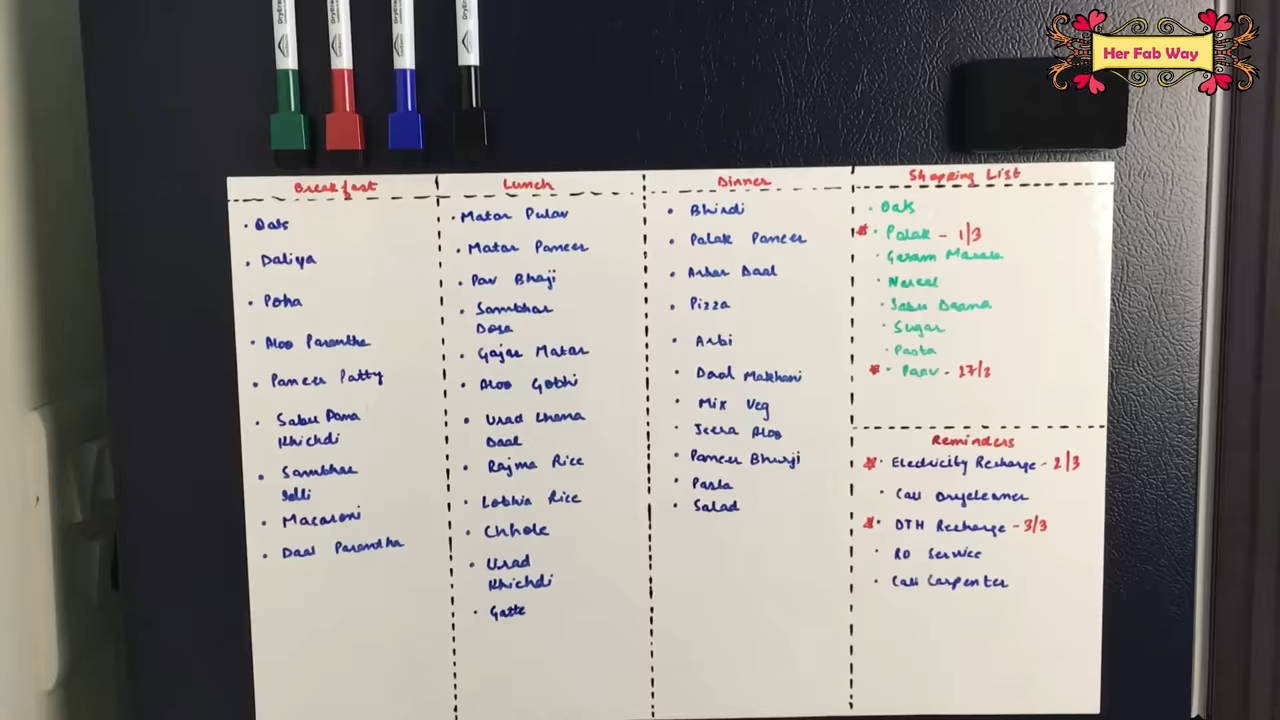 Her Fab Way
Breakfast
Oats
Daliya
Poha
Aloo Parantha
Paneer Patty
Sabu Dana
Khichdi
Sambhar
Idli
Macaroni
Daal Parantha
Lunch
Matar Pulav
Matar Paneer
Pav Bhaji
Sambhar
Dosa
Gajar Matar
Aloo Gobhi
Urad Chana
Daal
Rajma Rice
Lobhia Rice
Chhole
Urad
Khichdi
Gatte
Dinner
Bhindi
Palak Paneer
Arhar Daal
Pizza
Arbi
Daal Makhani
Mix Veg
Jeera Aloo
Paneer Bhurji
Pasta
Salad
Shopping List
Oats
Palak - 1/3
Garam Masala
Nareal
Sabu Daana
Sugar
Pasta
Paav - 27/2
Reminders
Electricity Recharge - 2/3
Call Drycleaner
DTH Recharge - 3/3
RO Service
Call Carpenter